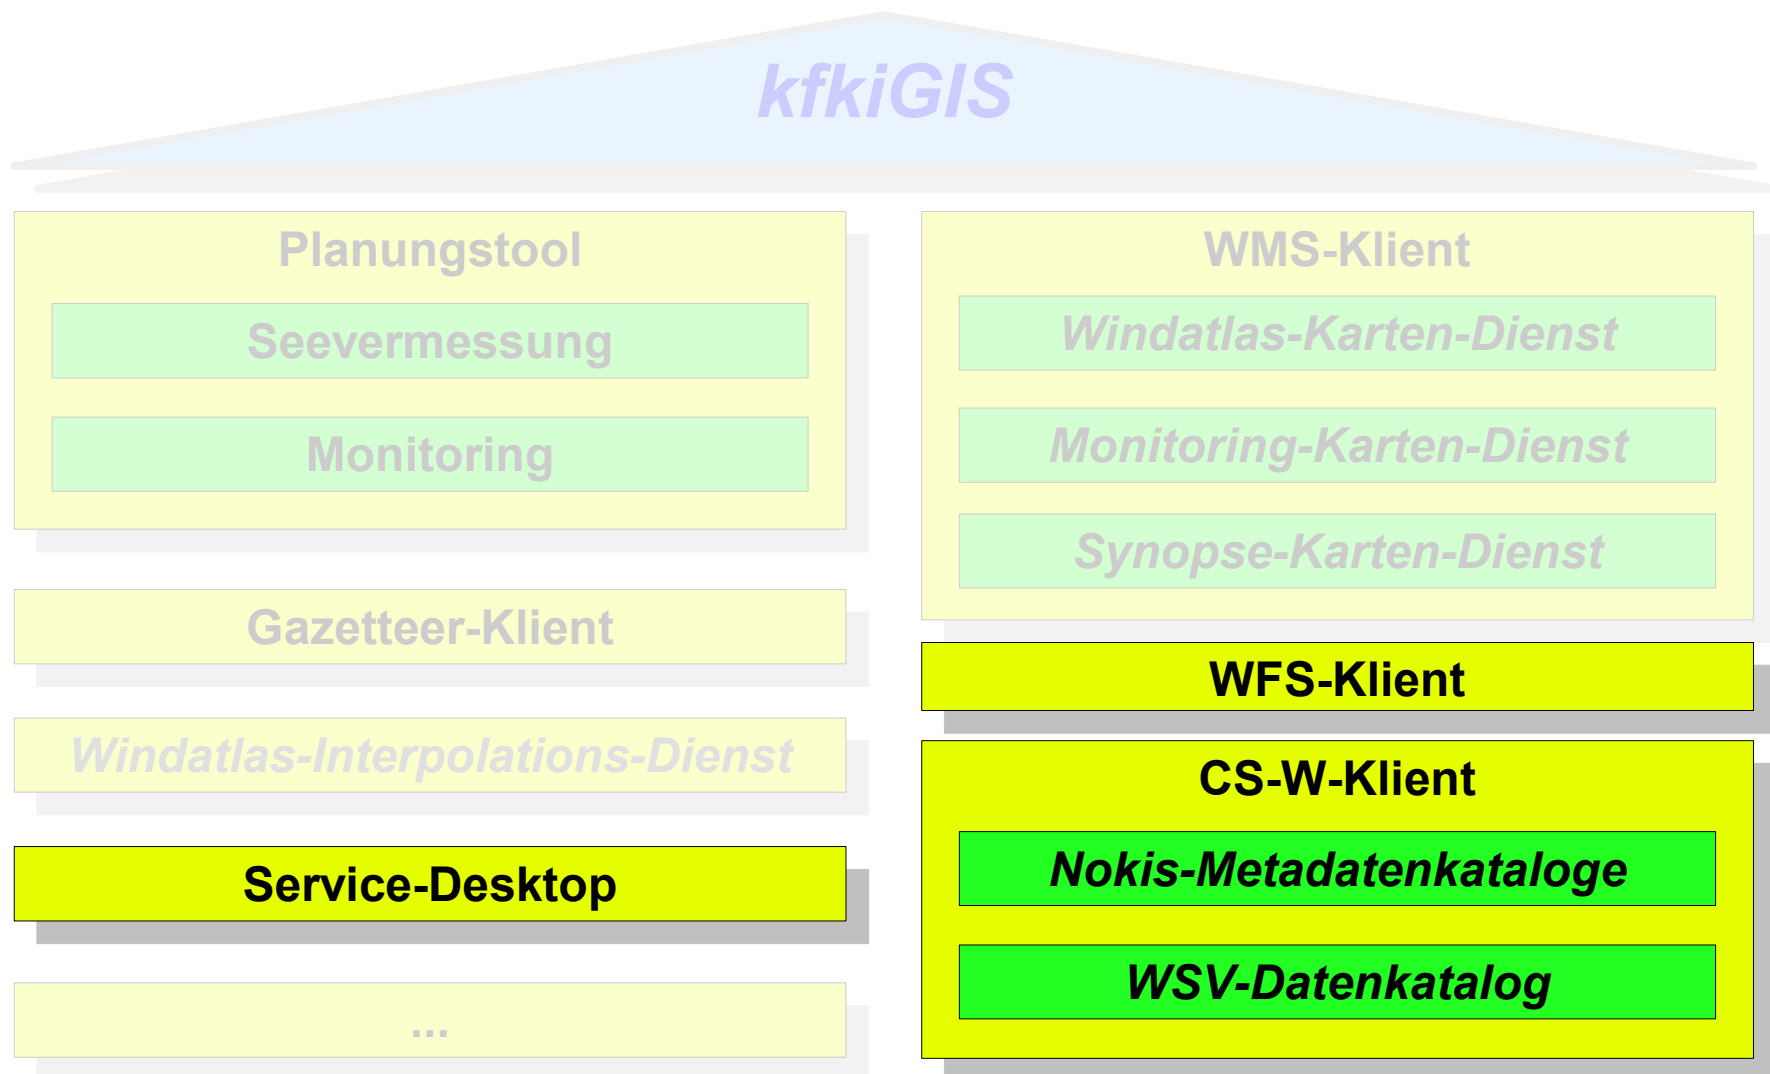 kfkiGIS
Planungstool
Seevermessung
Monitoring
Gazetteer-Klient
Windatlas-Interpolations-Dienst
Service-Desktop
...
WMS-Klient
Windatlas-Karten-Dienst
Monitoring-Karten-Dienst
Synopse-Karten-Dienst
WFS-Klient
CS-W-Klient
Nokis-Metadatenkataloge
WSV-Datenkatalog